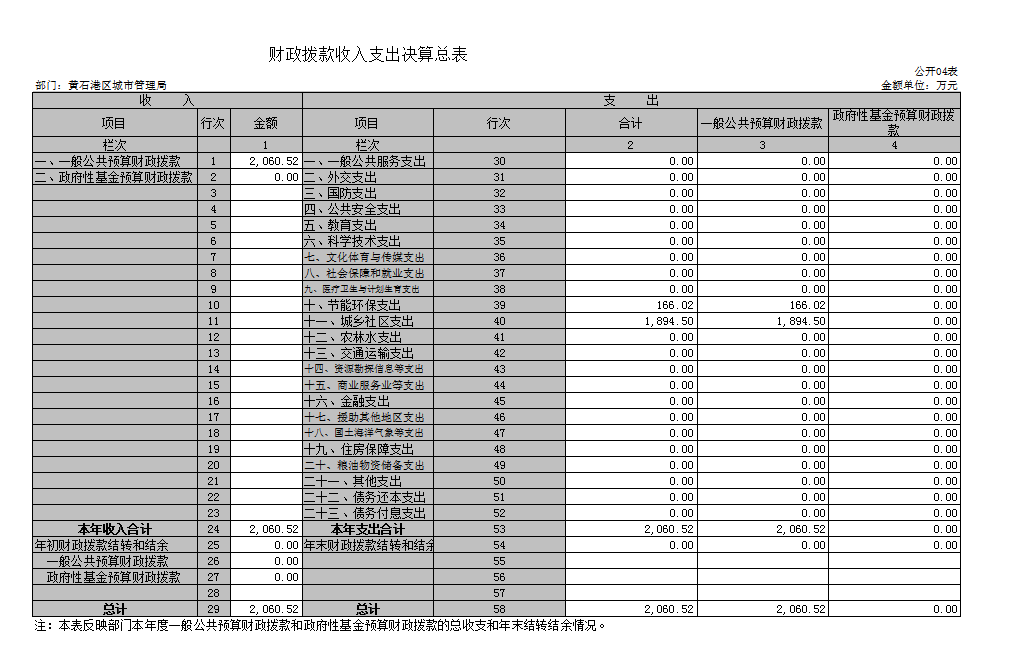 财政拨款收入支出决算总表
公开04表
部门：黄石港区城市管理局 金额单位：万元
收 入 支 出
项目 行次 金额 项目 行次 合计 一般公共预算财政拨款 政府性基金预算财政拨款
栏次 1 栏次 2 3 4
一、一般公共预算财政拨款 1 2,060.52 一、一般公共服务支出 30 0.00 0.00 0.00
二、政府性基金预算财政拨款 2 0.00 二、外交支出 31 0.00 0.00 0.00
3 三、国防支出 32 0.00 0.00 0.00
4 四、公共安全支出 33 0.00 0.00 0.00
5 五、教育支出 34 0.00 0.00 0.00
6 六、科学技术支出 35 0.00 0.00 0.00
7 七、文化体育与传媒支出 36 0.00 0.00 0.00
8 八、社会保障和就业支出 37 0.00 0.00 0.00
9 九、医疗卫生与计划生育支出 38 0.00 0.00 0.00
10 十、节能环保支出 39 166.02 166.02 0.00
11 十一、城乡社区支出 40 1,894.50 1,894.50 0.00
12 十二、农林水支出 41 0.00 0.00 0.00
13 十三、交通运输支出 42 0.00 0.00 0.00
14 十四、资源勘探信息等支出 43 0.00 0.00 0.00
15 十五、商业服务业等支出 44 0.00 0.00 0.00
16 十六、金融支出 45 0.00 0.00 0.00
17 十七、援助其他地区支出 46 0.00 0.00 0.00
18 十八、国土海洋气象等支出 47 0.00 0.00 0.00
19 十九、住房保障支出 48 0.00 0.00 0.00
20 二十、粮油物资储备支出 49 0.00 0.00 0.00
21 二十一、其他支出 50 0.00 0.00 0.00
22 二十二、债务还本支出 51 0.00 0.00 0.00
23 二十三、债务付息支出 52 0.00 0.00 0.00
本年收入合计 24 2,060.52 本年支出合计 53 2,060.52 2,060.52 0.00
年初财政拨款结转和结余 25 0.00 年末财政拨款结转和结余 54 0.00 0.00 0.00
一般公共预算财政拨款 26 0.00 55
政府性基金预算财政拨款 27 0.00 56
28 57
总计 29 2,060.52 总计 58 2,060.52 2,060.52 0.00
注：本表反映部门本年度一般公共预算财政拨款和政府性基金预算财政拨款的总收支和年末结转结余情况。